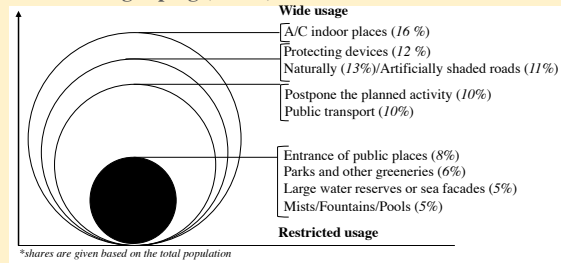 Wide usage
A/C indoor places (16 %)
Protecting devices (12 %)
Naturally (13%)/Artificially shaded roads (11%)
Postpone the planned activity (10%)
Public transport (10%)
Entrance of public places (8%)
Parks and other greeneries (6%)
Large water reserves or sea facades (5%)
Mists/Fountains/Pools (5%)
Restricted usage
*shares are given based on the total population